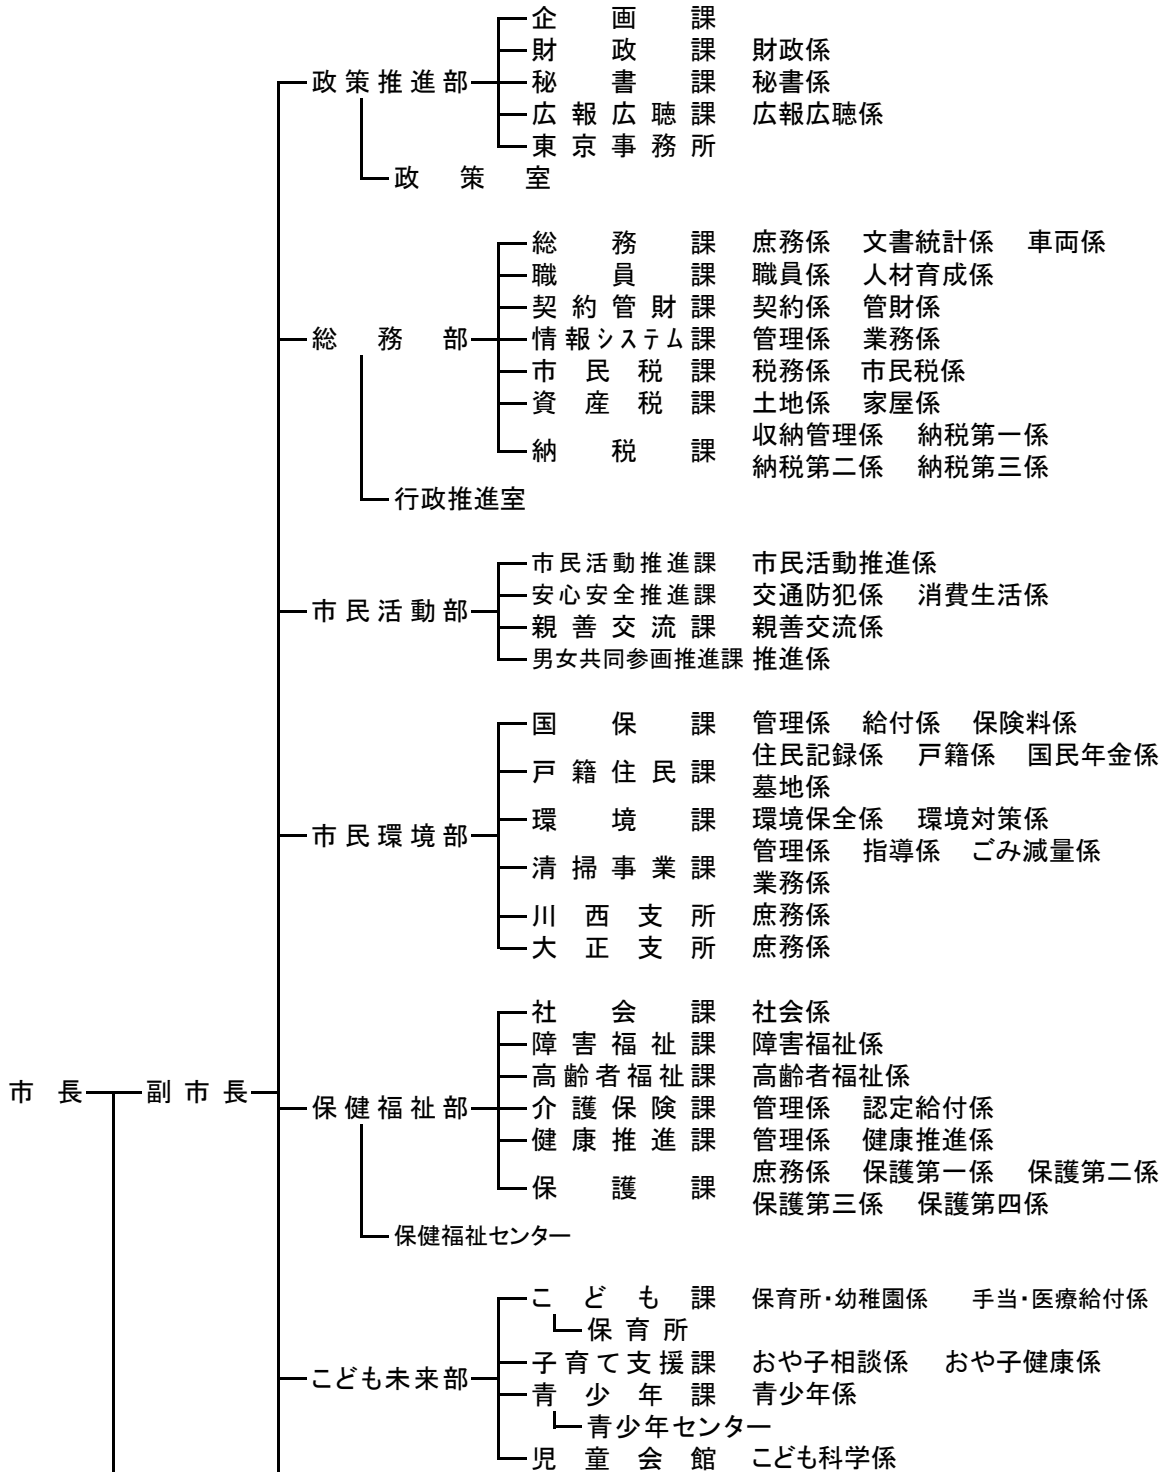 企画課
財政課 財政係
政策推進部 秘書課 秘書係
広報広聴課 広報広聴係
東京事務所
政策室
総務課 庶務係 文書統計係 車両係
職員課 職員係 人材育成係
契約管財課 契約係 管財係
総務部 情報システム課 管理係 業務係
市民税課 税務係 市民税係
資産税課 土地係 家屋係
納税課 収納管理係 納税第一係
納税第二係 納税第三係
行政推進室
市民活動推進課 市民活動推進係
市民活動部 安心安全推進課 交通防犯係 消費生活係
親善交流課 親善交流係
男女共同参画推進課 推進係
国保課 管理係 給付係 保険料係
戸籍住民課 住民記録係 戸籍係 国民年金係
墓地係
市民環境部 環境課 環境保全係 環境対策係
清掃事業課 管理係 指導係 ごみ減量係
業務係
川西支所 庶務係
大正支所 庶務係
社会課 社会係
障害福祉課 障害福祉係
高齢者福祉課 高齢者福祉係
市長 副市長
保健福祉部 介護保険課 管理係 認定給付係
健康推進課 管理係 健康推進係
保護課 庶務係 保護第一係 保護第二係
保護第三係 保護第四係
保健福祉センター
こども課 保育所・幼稚園係 手当・医療給付係
保育所
こども未来部 子育て支援課 おや子相談係 おや子健康係
青少年課 青少年係
青少年センター
児童会館 こども科学係